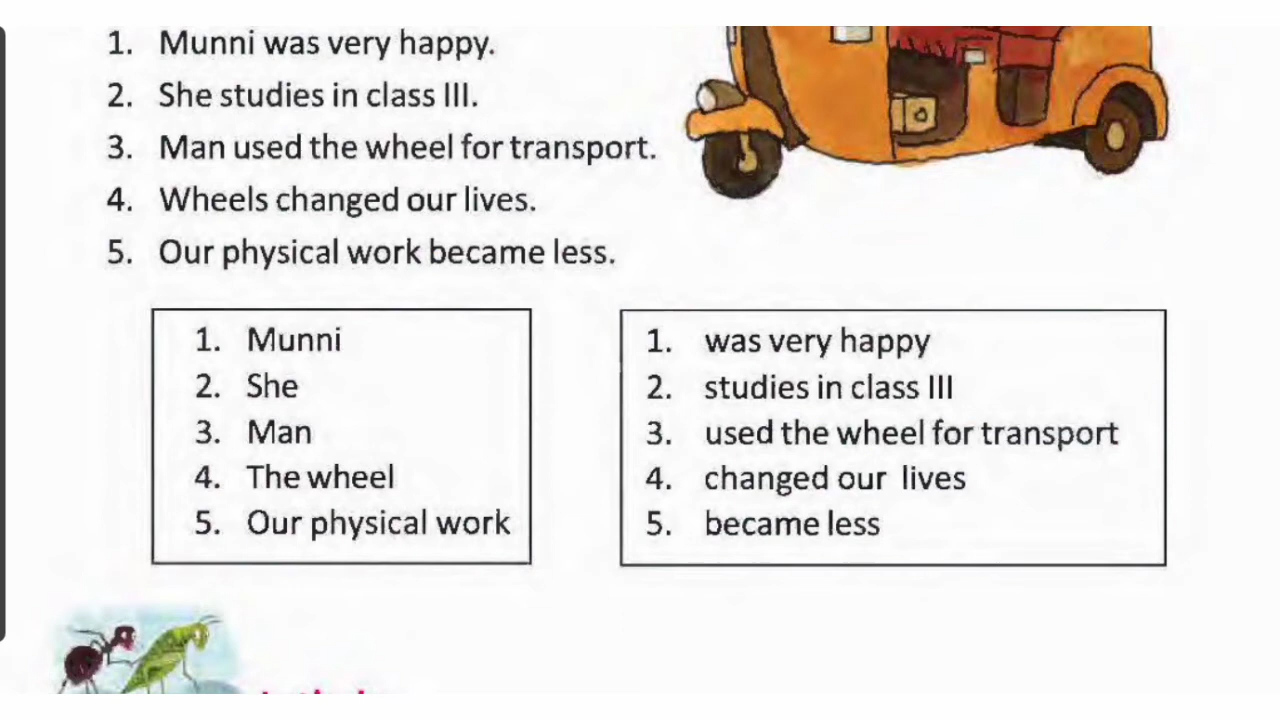 1. Munni was very happy.
2. She studies in class III.
3. Man used the wheel for transport.
4. Wheels changed our lives.
5. Our physical work became less.
1. Munni
2. She
3. Man
4. The wheel
5. Our physical work
1. was very happy
2. studies in class III
3. used the wheel for transport
4. changed our lives
5. became less